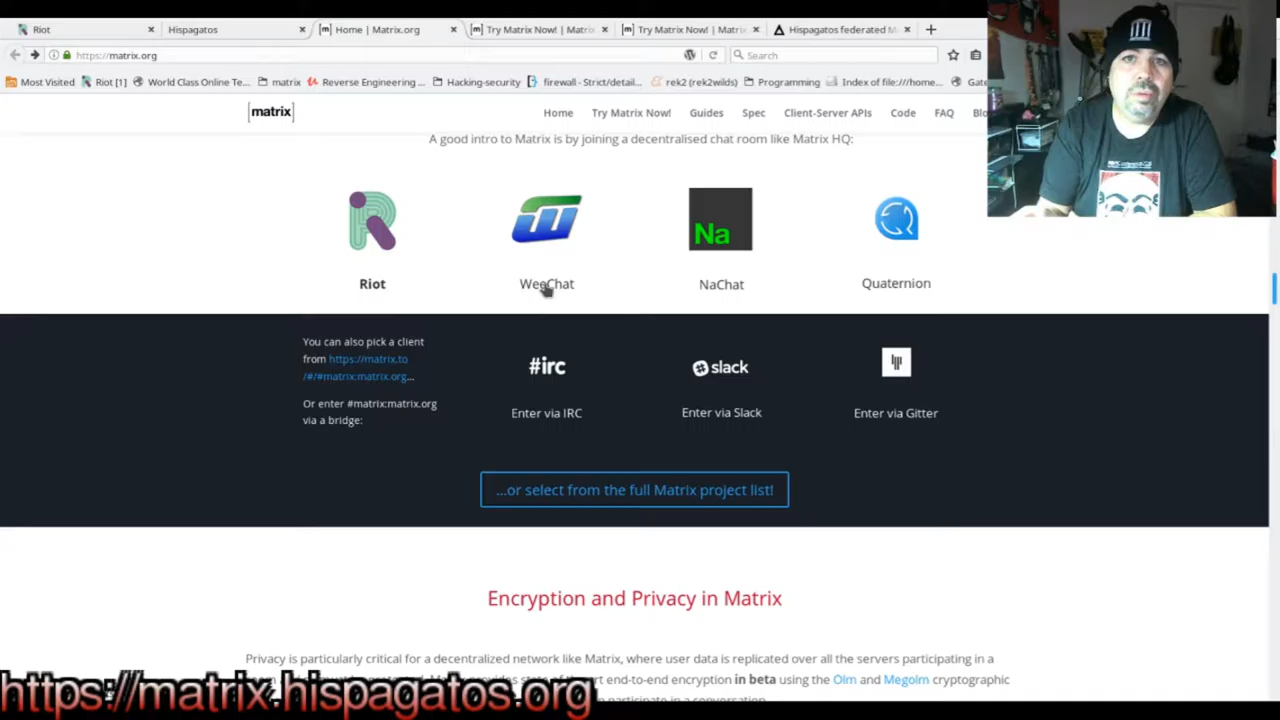 Riot
Hispagatos
[m] Home | Matrix.org
[m] Try Matrix Now! | Matrix.
[m] Try Matrix Now! | Matrix.
Hispagatos federated M
https://matrix.org
Search
Most Visited
Riot [1]
World Class Online Te...
matrix
Reverse Engineering ...
Hacking-security
firewall - Strict/detail...
rek2 (rek2wilds)
Programming
Index of file:///home...
Gate
[matrix]
Home
Try Matrix Now!
Guides
Spec
Client-Server APIs
Code
FAQ
A good intro to Matrix is by joining a decentralised chat room like Matrix HQ:
Na
Riot
WeeChat
NaChat
Quaternion
You can also pick a client
from https://matrix.to
/#/#matrix:matrix.org...
Or enter #matrix:matrix.org
via a bridge:
#irc
slack
Enter via IRC
Enter via Slack
Enter via Gitter
...or select from the full Matrix project list!
Encryption and Privacy in Matrix
Privacy is particularly critical for a decentralized network like Matrix, where user data is replicated over all the servers participating in a
end-to-end encryption in beta using the Olm and Megolm cryptographic
participate in a conversation
https://matrix.hispagatos.org